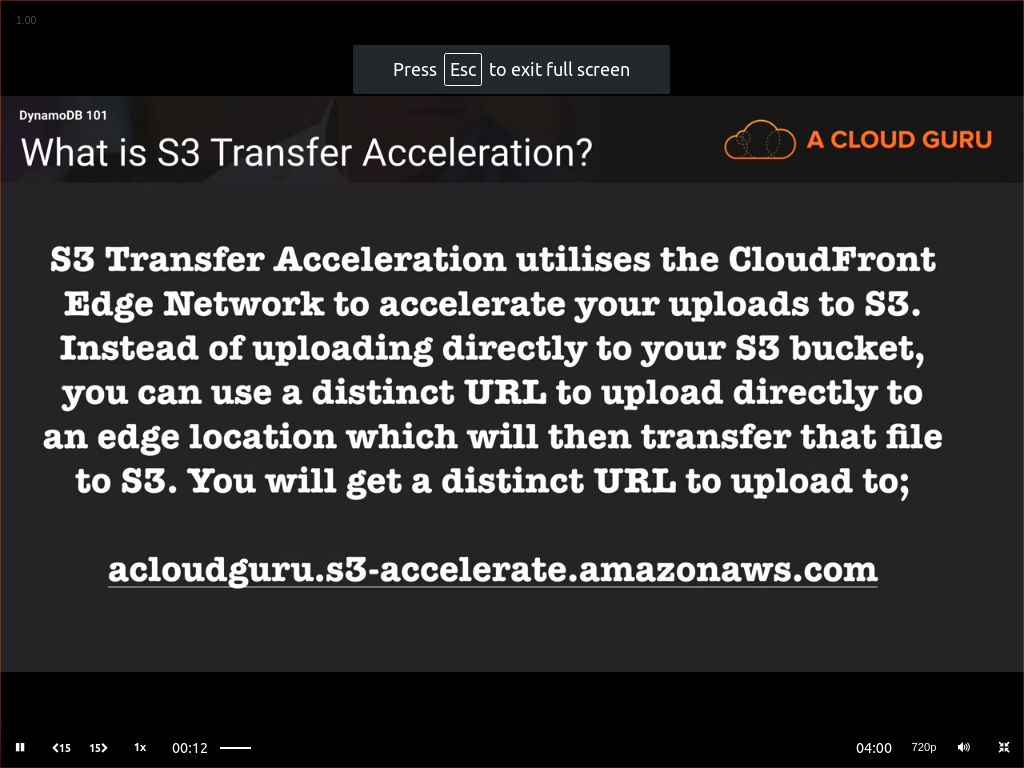 1.00
Press Esc to exit full screen
DynamoDB 101
What is S3 Transfer Acceleration?
A CLOUD GURU
S3 Transfer Acceleration utilises the CloudFront
Edge Network to accelerate your uploads to S3.
Instead of uploading directly to your S3 bucket,
you can use a distinct URL to upload directly to
an edge location which will then transfer that file
to S3. You will get a distinct URL to upload to;
acloudguru.s3-accelerate.amazonaws.com
15 15 1x 00:12 04:00 720p